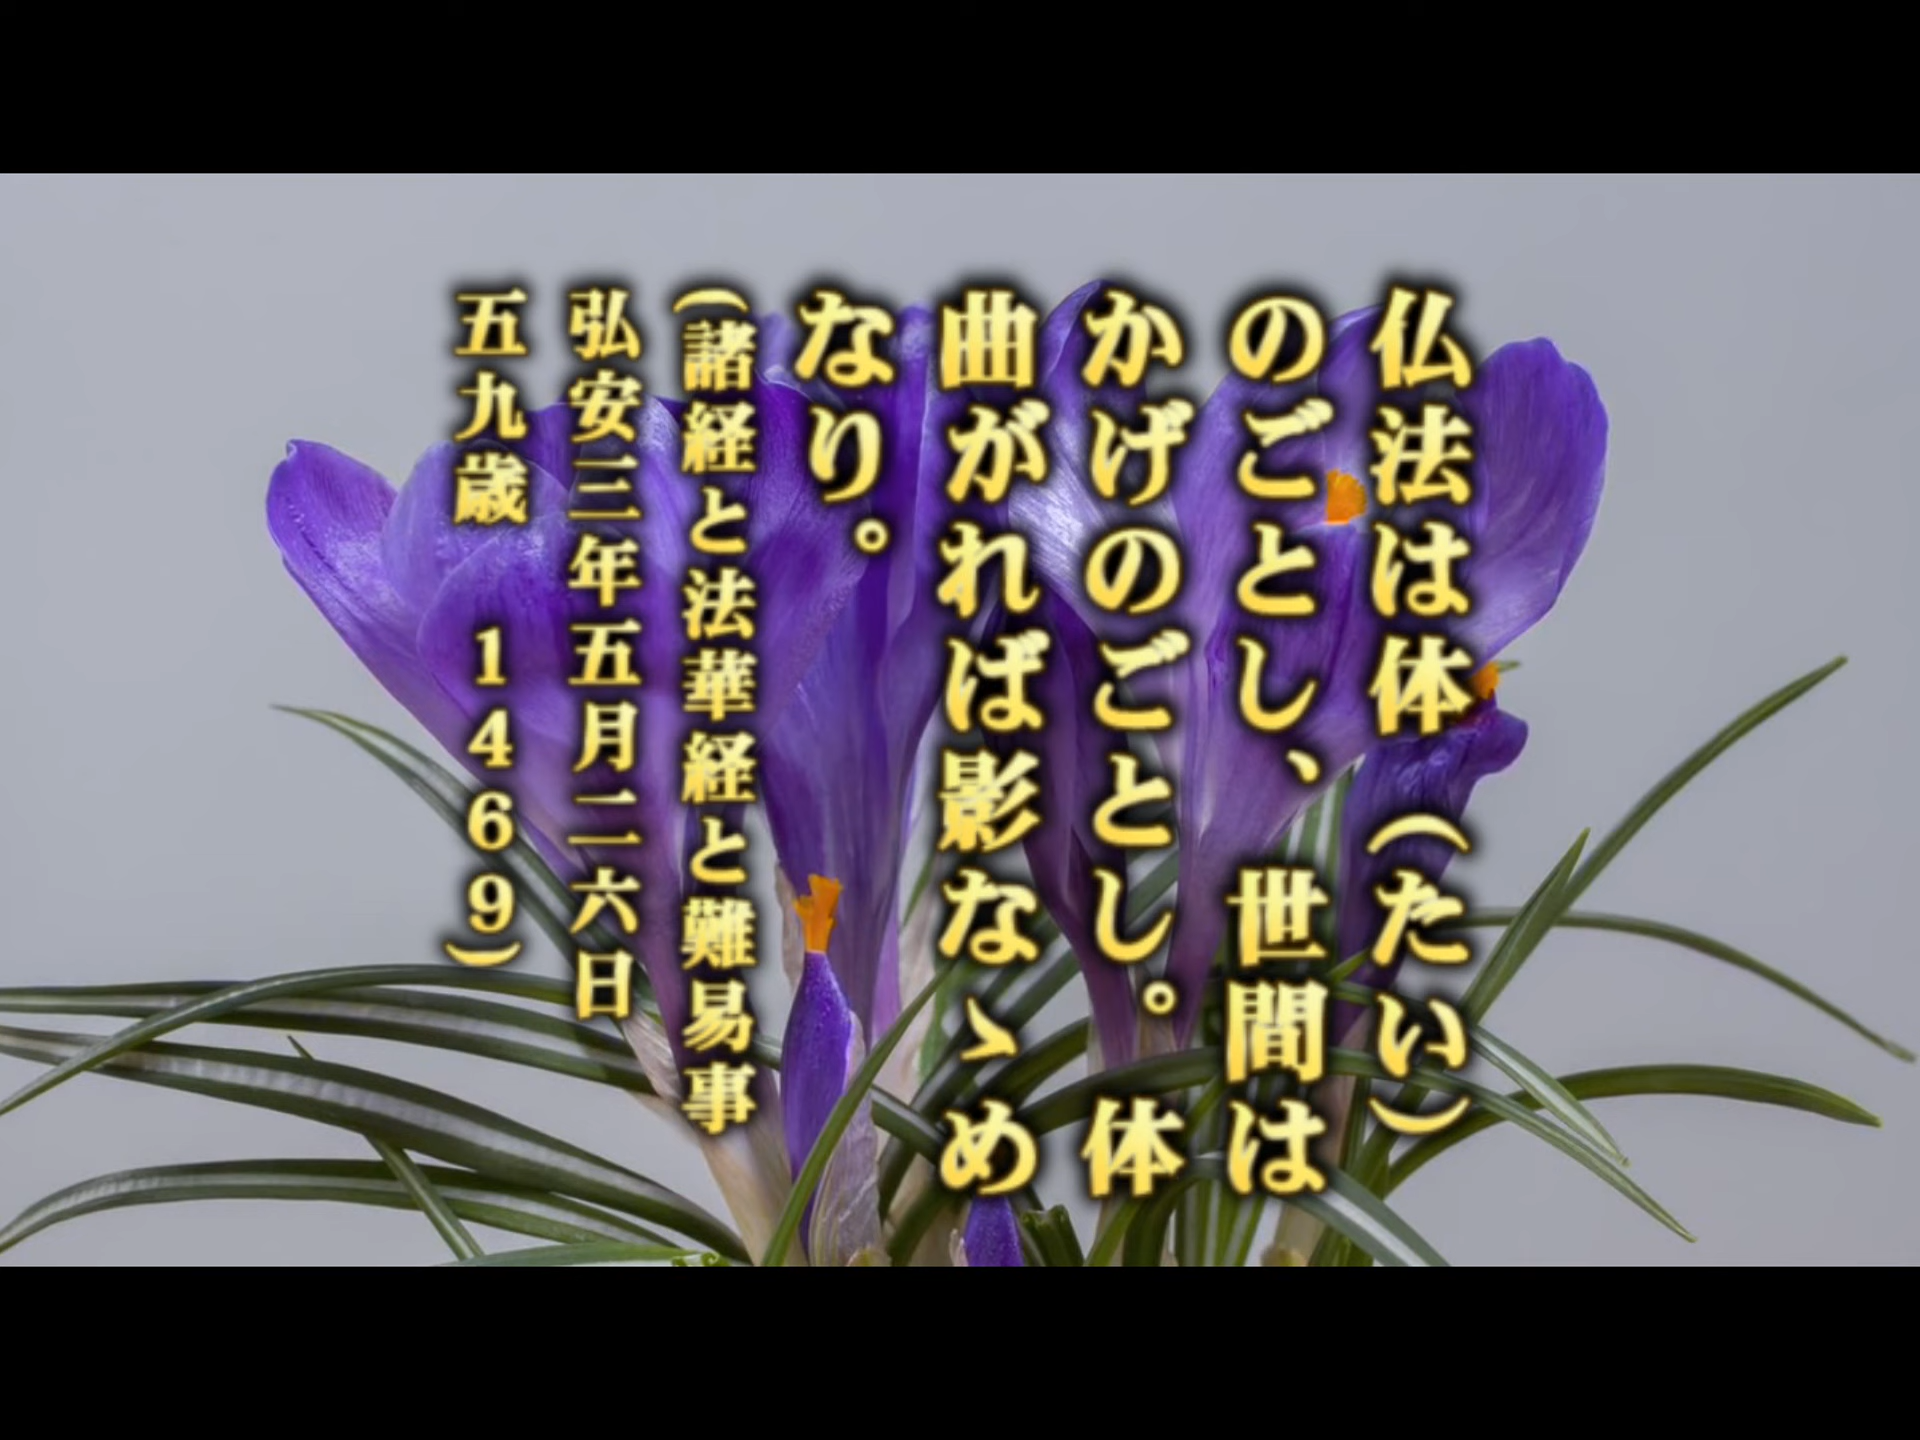 仏法は体（たい）
のごとし、世間は
かげのごとし。体
曲がれば影なゝめ
なり。
（諸経と法華経と難易事
弘安三年五月二六日
五九歳　1469）